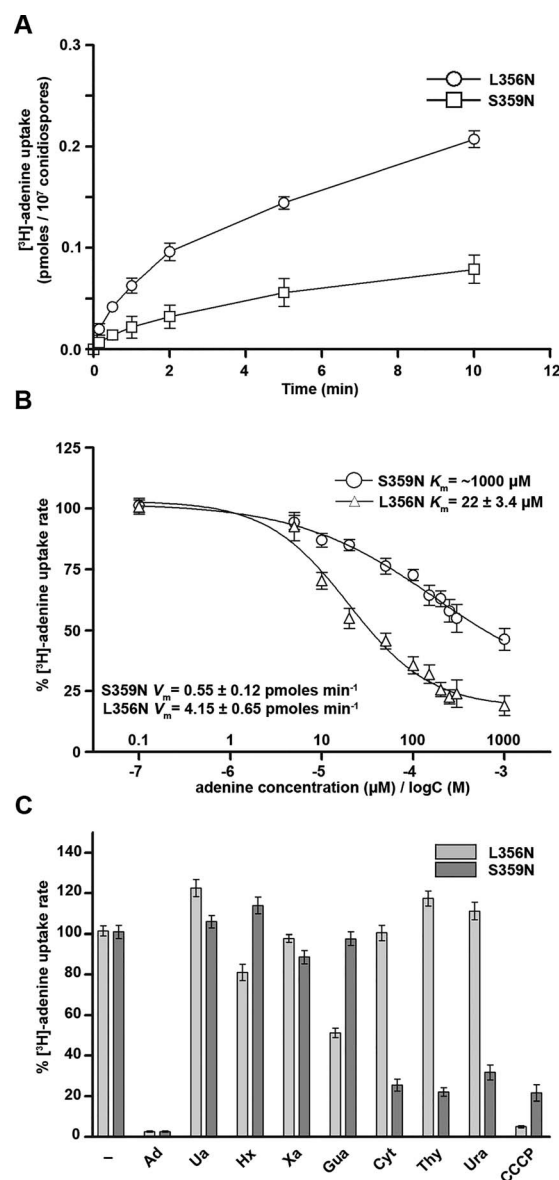 A
[³H]-adenine uptake
(pmoles / 10⁷ conidiospores)
0.3
0.2
0.1
0.0
L356N
S359N
0 2 4 6 8 10 12
Time (min)
B
% [³H]-adenine uptake rate
125
100
75
50
25
0
S359N Km= ~1000 µM
L356N Km= 22 ± 3.4 µM
S359N Vm= 0.55 ± 0.12 pmoles min⁻¹
L356N Vm= 4.15 ± 0.65 pmoles min⁻¹
0.1 1 10 100 1000
-7 -6 -5 -4 -3
adenine concentration (µM) / logC (M)
C
% [³H]-adenine uptake rate
140
120
100
80
60
40
20
0
L356N
S359N
– Ad Ua Hx Xa Gua Cyt Thy Ura CCCP